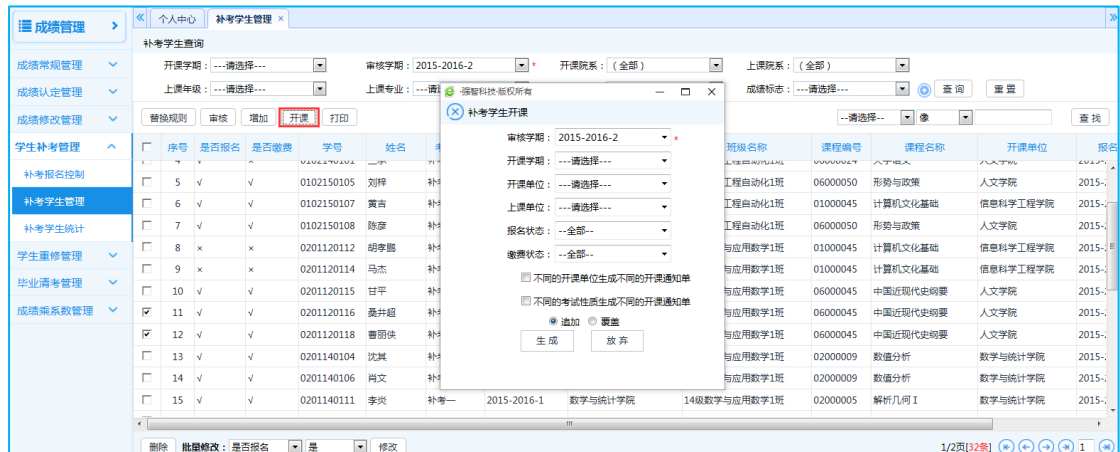 成绩管理
个人中心 补考学生管理 ×
补考学生查询
成绩常规管理
成绩认定管理
成绩修改管理
学生补考管理
补考报名控制
补考学生管理
补考学生统计
学生重修管理
毕业清考管理
成绩乘系数管理
开课学期： ---请选择--- 审核学期： 2015-2016-2 * 开课院系： （全部） 上课院系： （全部）
上课年级： ---请选择--- 上课专业： 成绩标志： ---请选择--- 查 询 重 置
替换规则 审核 增加 开课 打印 --请选择-- 像 查 找
序号 是否报名 是否缴费 学号 姓名 班级名称 课程编号 课程名称 开课单位 报名
5 √ √ 0102150105 刘梓 工程自动化1班 06000050 形势与政策 人文学院 2015-
6 √ √ 0102150107 黄吉 工程自动化1班 01000045 计算机文化基础 信息科学工程学院 2015-
7 √ √ 0102150108 陈彦 工程自动化1班 06000050 形势与政策 人文学院 2015-
8 × × 0201120112 胡孝鹏 与应用数学1班 01000045 计算机文化基础 信息科学工程学院 2015-
9 × × 0201120114 马杰 与应用数学1班 01000045 计算机文化基础 信息科学工程学院 2015-
10 √ √ 0201120115 甘平 与应用数学1班 06000045 中国近现代史纲要 人文学院 2015-
11 √ √ 0201120116 桑井超 与应用数学1班 06000045 中国近现代史纲要 人文学院 2015-
12 √ √ 0201120118 曹丽侠 与应用数学1班 06000045 中国近现代史纲要 人文学院 2015-
13 √ √ 0201140104 沈其 与应用数学1班 02000009 数值分析 数学与统计学院 2015-
14 √ √ 0201140106 肖文 与应用数学1班 02000009 数值分析 数学与统计学院 2015-
15 √ √ 0201140111 李炎 补考一 2015-2016-1 数学与统计学院 14级数学与应用数学1班 02000005 解析几何 I 数学与统计学院 2015-
删除 批量修改： 是否报名 是 修改 1/2页[32条] 1
-强智科技-版权所有
补考学生开课
审核学期： 2015-2016-2 *
开课学期： ---请选择---
开课单位： ---请选择---
上课单位： ---请选择---
报名状态： --全部--
缴费状态： --全部--
不同的开课单位生成不同的开课通知单
不同的考试性质生成不同的开课通知单
追加 覆盖
生 成 放 弃